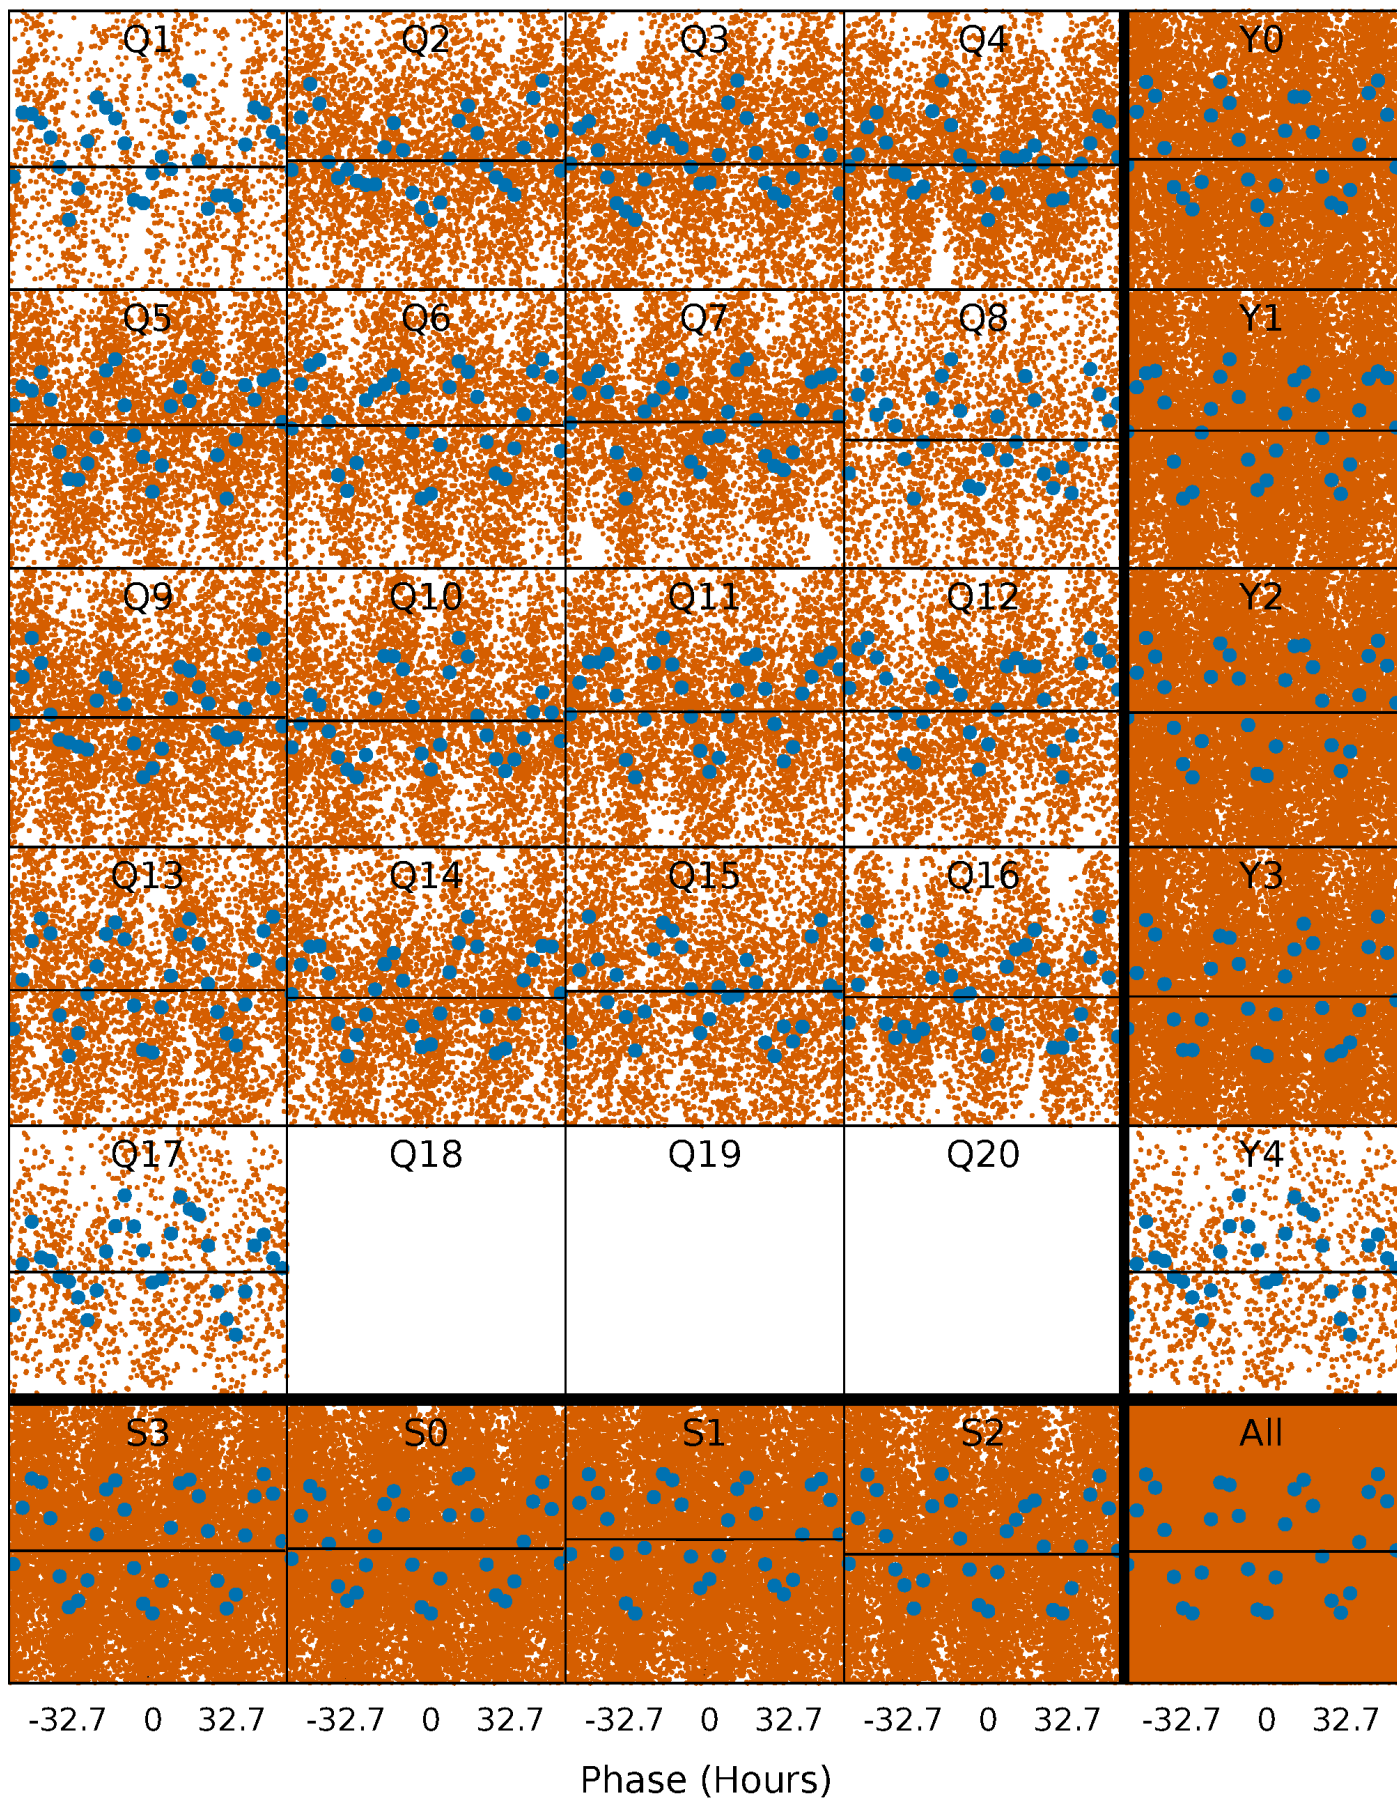 Q1 Q2 Q3 Q4 Y0
Q5 Q6 Q7 Q8 Y1
Q9 Q10 Q11 Q12 Y2
Q13 Q14 Q15 Q16 Y3
Q17 Q18 Q19 Q20 Y4
S3 S0 S1 S2 All
-32.7 0 32.7 -32.7 0 32.7 -32.7 0 32.7 -32.7 0 32.7 -32.7 0 32.7
Phase (Hours)